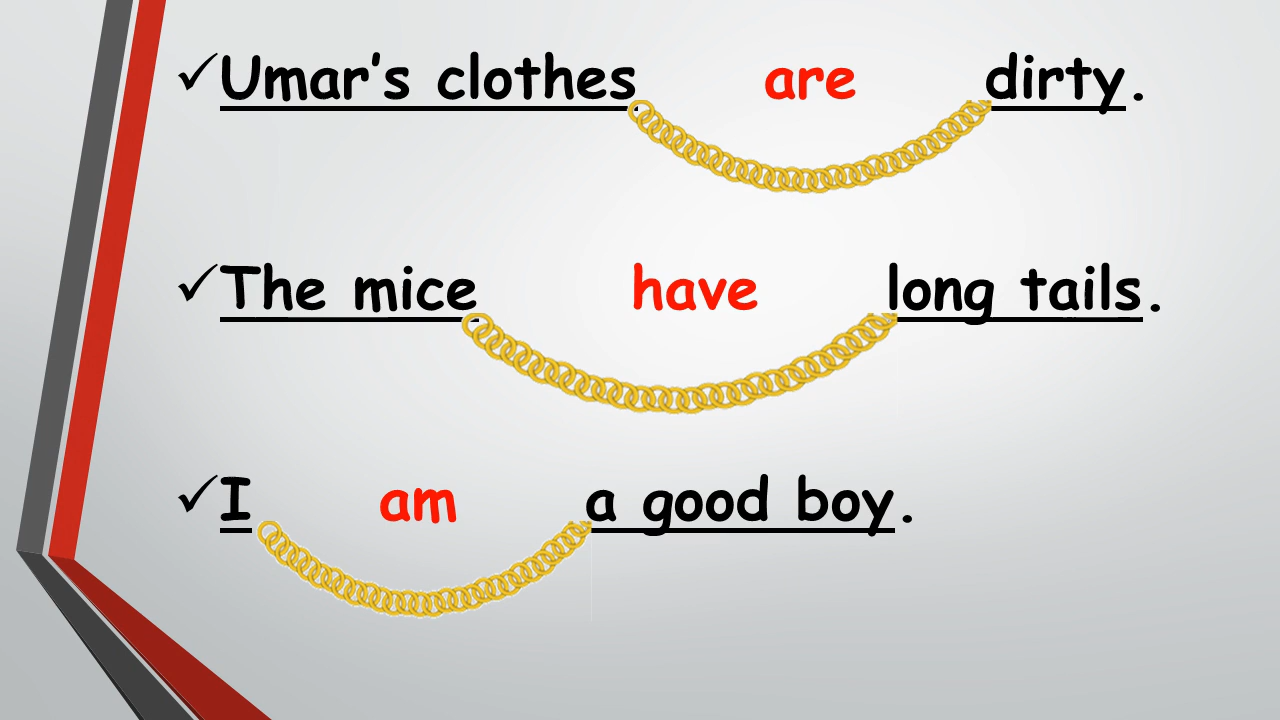 ✓Umar’s clothes are dirty.
✓The mice have long tails.
✓I am a good boy.